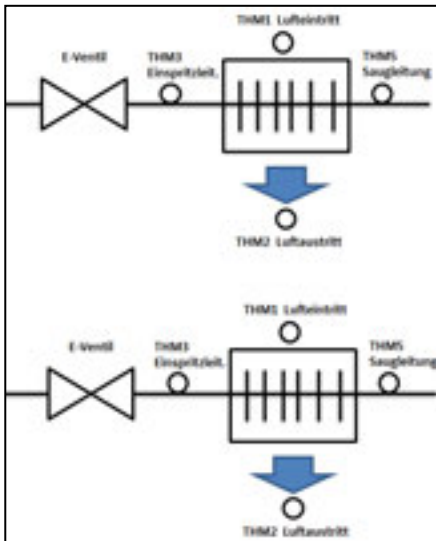 THM1 Lufteintritt
E-Ventil
THM3
Einspritzleit.
THM5
Saugleitung
THM2 Luftaustritt
THM1 Lufteintritt
E-Ventil
THM3
Einspritzleit.
THM5
Saugleitung
THM2 Luftaustritt